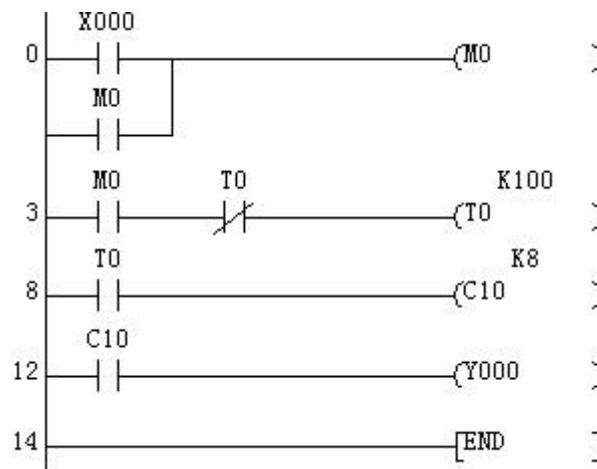 X000
0 (M0 )
M0
M0 T0 K100
3 (T0 )
T0 K8
8 (C10 )
C10
12 (Y000 )
14 [END ]